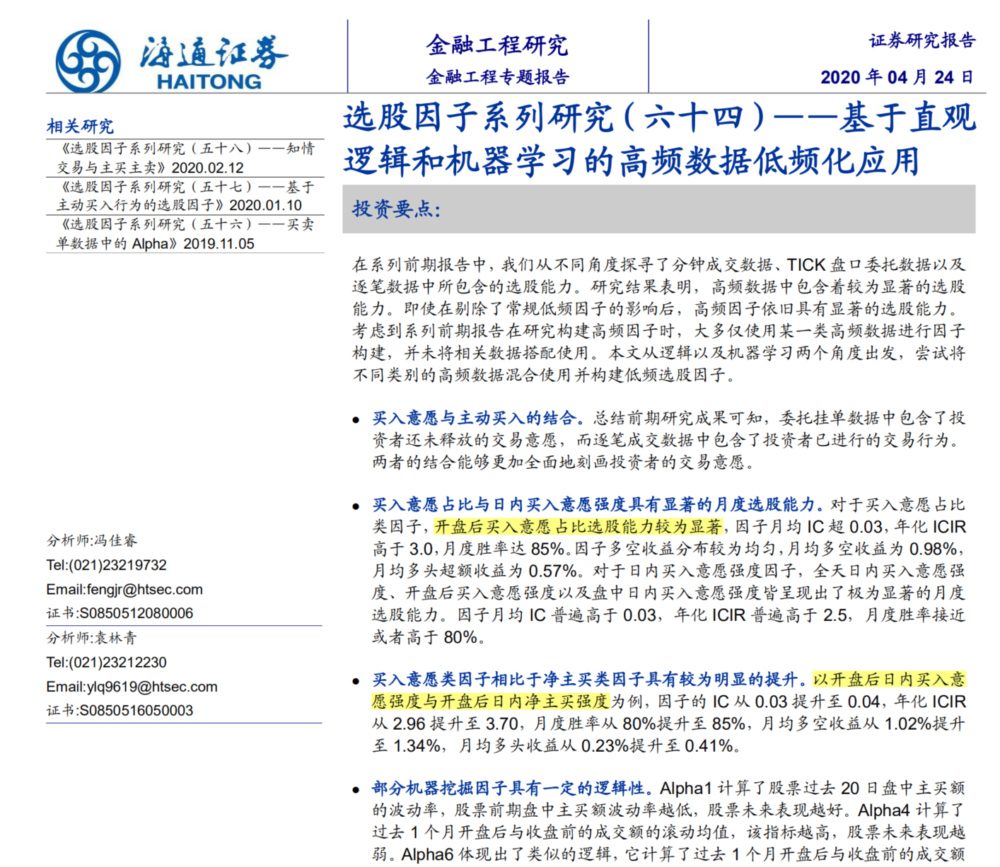 海通证券
HAITONG
金融工程研究
金融工程专题报告
证券研究报告
2020 年 04 月 24 日
相关研究
《选股因子系列研究（五十八）——知情
交易与主买主卖》2020.02.12
《选股因子系列研究（五十七）——基于
主动买入行为的选股因子》2020.01.10
《选股因子系列研究（五十六）——买卖
单数据中的 Alpha》2019.11.05
分析师:冯佳睿
Tel:(021)23219732
Email:fengjr@htsec.com
证书:S0850512080006
分析师:袁林青
Tel:(021)23212230
Email:ylq9619@htsec.com
证书:S0850516050003
选股因子系列研究（六十四）——基于直观
逻辑和机器学习的高频数据低频化应用
投资要点：
在系列前期报告中，我们从不同角度探寻了分钟成交数据、TICK 盘口委托数据以及
逐笔数据中所包含的选股能力。研究结果表明，高频数据中包含着较为显著的选股
能力。即使在剔除了常规低频因子的影响后，高频因子依旧具有显著的选股能力。
考虑到系列前期报告在研究构建高频因子时，大多仅使用某一类高频数据进行因子
构建，并未将相关数据搭配使用。本文从逻辑以及机器学习两个角度出发，尝试将
不同类别的高频数据混合使用并构建低频选股因子。
● 买入意愿与主动买入的结合。总结前期研究成果可知，委托挂单数据中包含了投
资者还未释放的交易意愿，而逐笔成交数据中包含了投资者已进行的交易行为。
两者的结合能够更加全面地刻画投资者的交易意愿。
● 买入意愿占比与日内买入意愿强度具有显著的月度选股能力。对于买入意愿占比
类因子，开盘后买入意愿占比选股能力较为显著，因子月均 IC 超 0.03，年化 ICIR
高于 3.0，月度胜率达 85%。因子多空收益分布较为均匀，月均多空收益为 0.98%，
月均多头超额收益为 0.57%。对于日内买入意愿强度因子，全天日内买入意愿强
度、开盘后买入意愿强度以及盘中日内买入意愿强度皆呈现出了极为显著的月度
选股能力。因子月均 IC 普遍高于 0.03，年化 ICIR 普遍高于 2.5，月度胜率接近
或者高于 80%。
● 买入意愿类因子相比于净主买类因子具有较为明显的提升。以开盘后日内买入意
愿强度与开盘后日内净主买强度为例，因子的 IC 从 0.03 提升至 0.04，年化 ICIR
从 2.96 提升至 3.70，月度胜率从 80%提升至 85%，月均多空收益从 1.02%提升
至 1.34%，月均多头收益从 0.23%提升至 0.41%。
● 部分机器挖掘因子具有一定的逻辑性。Alpha1 计算了股票过去 20 日盘中主买额
的波动率，股票前期盘中主买额波动率越低，股票未来表现越好。Alpha4 计算了
过去 1 个月开盘后与收盘前的成交额的滚动均值，该指标越高，股票未来表现越
弱。Alpha6 体现出了类似的逻辑，它计算了过去 1 个月开盘后与收盘前的成交额